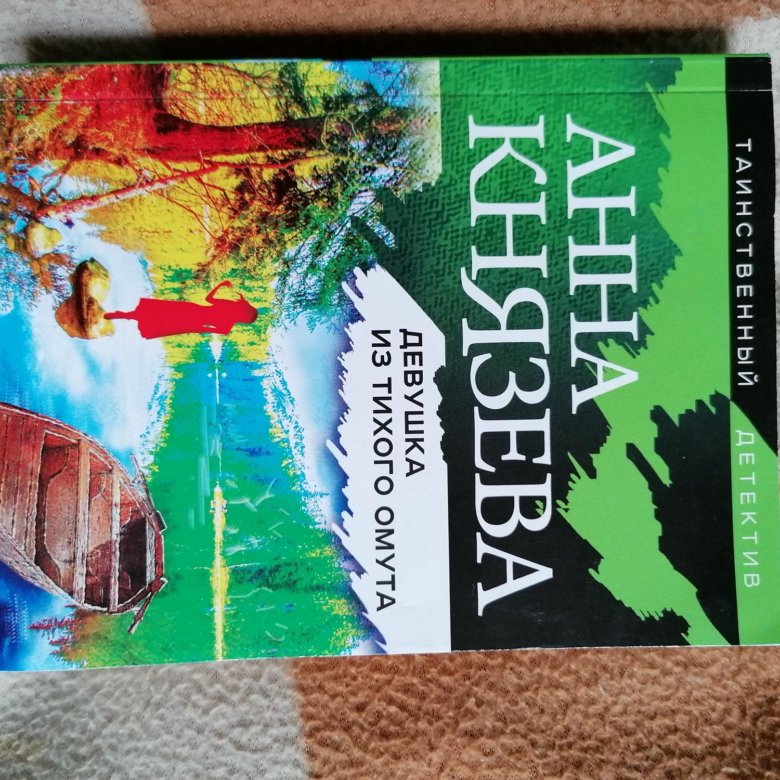 ТАИНСТВЕННЫЙ ДЕТЕКТИВ
АННА
КНЯЗЕВА
ДЕВУШКА
ИЗ ТИХОГО ОМУТА